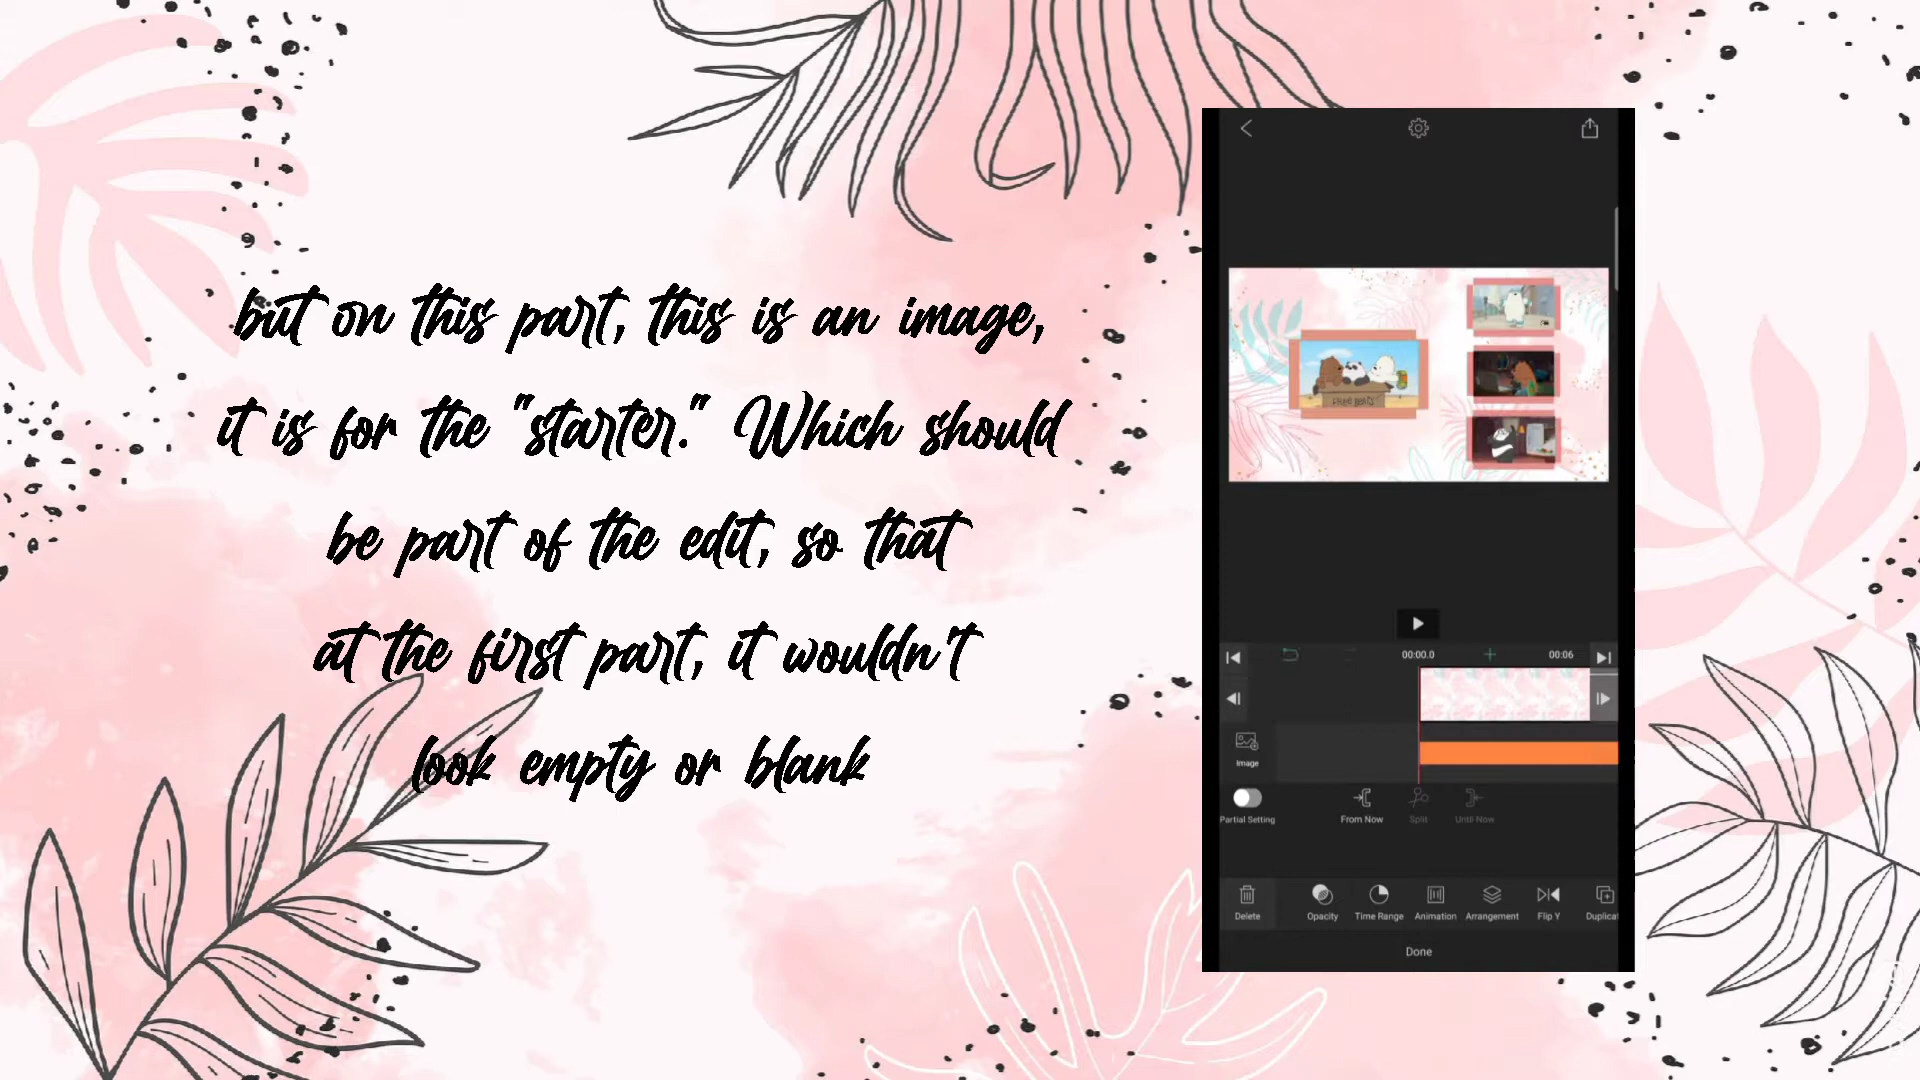 but on this part, this is an image,
it is for the "starter." Which should
be part of the edit, so that
at the first part, it wouldn't
look empty or blank
00:00.0
00:06
Image
Partial Setting
From Now
Split
Until Now
Delete
Opacity
Time Range
Animation
Arrangement
Flip Y
Duplicat
Done